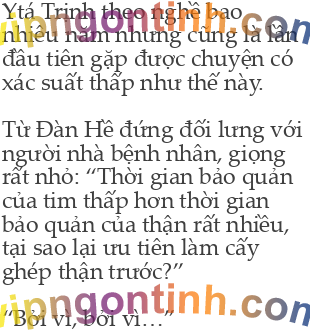 Ytá Trịnh theo nghề bao
nhiêu năm nhưng cũng là lần
đầu tiên gặp được chuyện có
xác suất thấp như thế này.
Từ Đàn Hề đứng đối lưng với
người nhà bệnh nhân, giọng
rất nhỏ: “Thời gian bảo quản
của tim thấp hơn thời gian
bảo quản của thận rất nhiều,
tại sao lại ưu tiên làm cấy
ghép thận trước?”
“Bởi vì, bởi vì…”
vipngontinh.com
vipngontinh.com